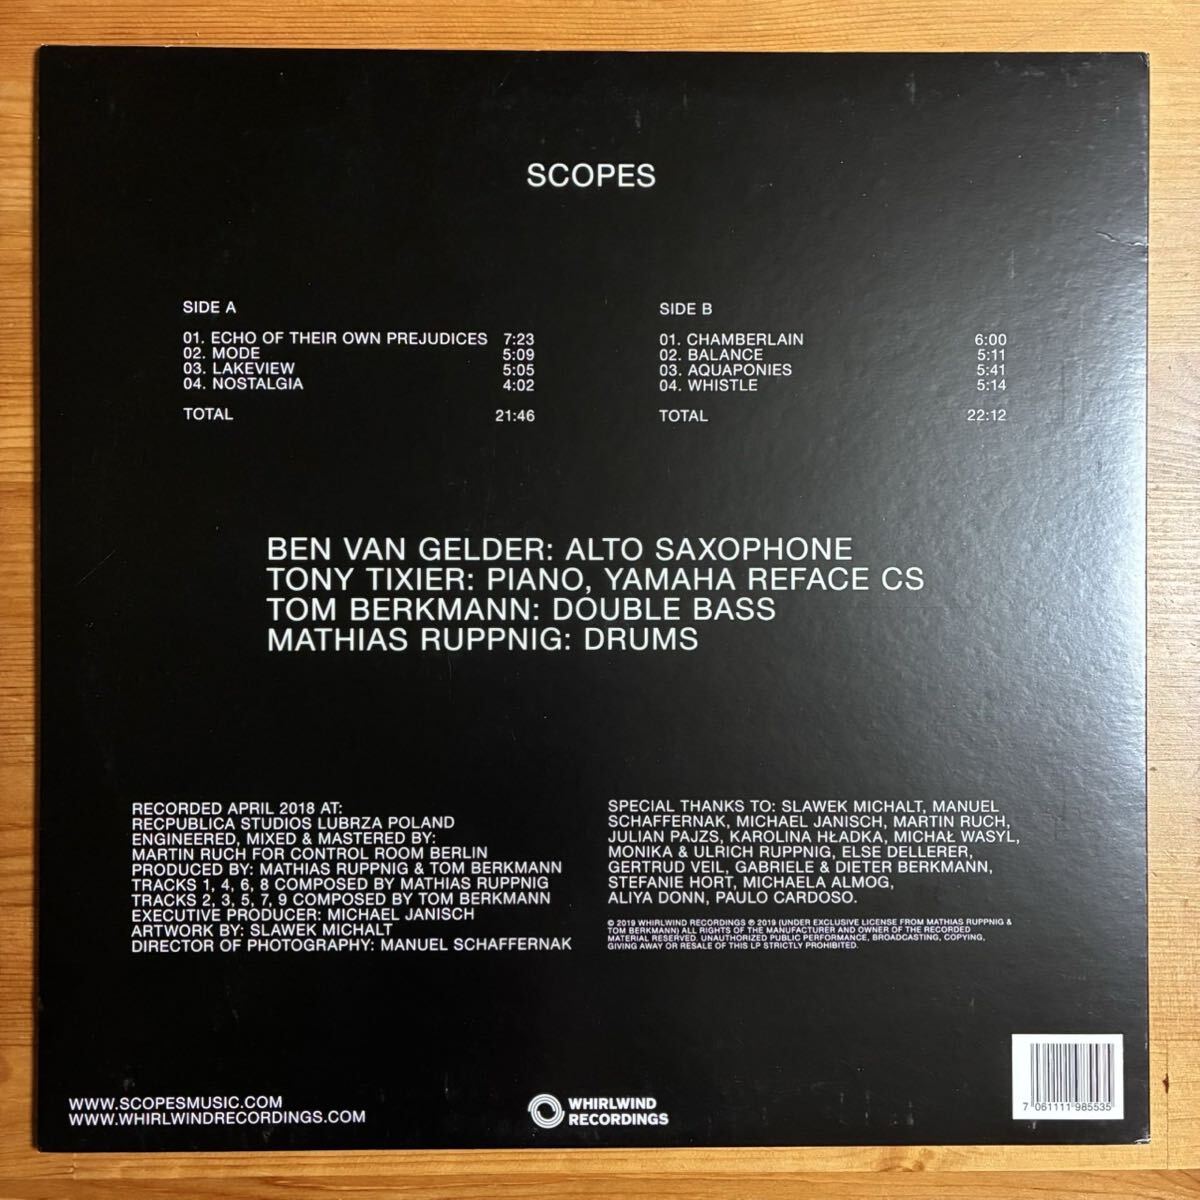 SCOPES
SIDE A
01. ECHO OF THEIR OWN PREJUDICES 7:23
02. MODE 5:09
03. LAKEVIEW 5:05
04. NOSTALGIA 4:02
TOTAL 21:46
SIDE B
01. CHAMBERLAIN 6:00
02. BALANCE 5:11
03. AQUAPONIES 5:41
04. WHISTLE 5:14
TOTAL 22:12
BEN VAN GELDER: ALTO SAXOPHONE
TONY TIXIER: PIANO, YAMAHA REFACE CS
TOM BERKMANN: DOUBLE BASS
MATHIAS RUPPNIG: DRUMS
RECORDED APRIL 2018 AT:
RECPUBLICA STUDIOS LUBRZA POLAND
ENGINEERED, MIXED & MASTERED BY:
MARTIN RUCH FOR CONTROL ROOM BERLIN
PRODUCED BY: MATHIAS RUPPNIG & TOM BERKMANN
TRACKS 1, 4, 6, 8 COMPOSED BY MATHIAS RUPPNIG
TRACKS 2, 3, 5, 7, 9 COMPOSED BY TOM BERKMANN
EXECUTIVE PRODUCER: MICHAEL JANISCH
ARTWORK BY: SLAWEK MICHALT
DIRECTOR OF PHOTOGRAPHY: MANUEL SCHAFFERNAK
SPECIAL THANKS TO: SLAWEK MICHALT, MANUEL
SCHAFFERNAK, MICHAEL JANISCH, MARTIN RUCH,
JULIAN PAJZS, KAROLINA HŁADKA, MICHAŁ WASYL,
MONIKA & ULRICH RUPPNIG, ELSE DELLERER,
GERTRUD VEIL, GABRIELE & DIETER BERKMANN,
STEFANIE HORT, MICHAELA ALMOG,
ALIYA DONN, PAULO CARDOSO.
© 2019 WHIRLWIND RECORDINGS ℗ 2019 (UNDER EXCLUSIVE LICENSE FROM MATHIAS RUPPNIG &
TOM BERKMANN) ALL RIGHTS OF THE MANUFACTURER AND OWNER OF THE RECORDED
MATERIAL RESERVED. UNAUTHORIZED PUBLIC PERFORMANCE, BROADCASTING, COPYING,
GIVING AWAY OR RESALE OF THIS LP STRICTLY PROHIBITED.
WWW.SCOPESMUSIC.COM
WWW.WHIRLWINDRECORDINGS.COM
WHIRLWIND
RECORDINGS
7 061111 985535